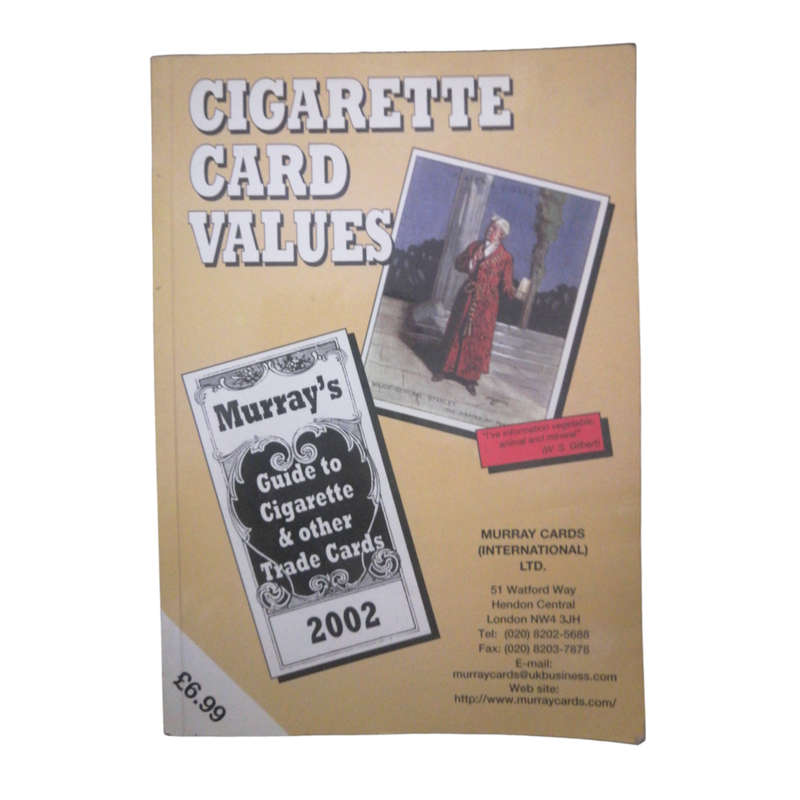 CIGARETTE
CARD
VALUES
"I've information vegetable,
animal and mineral"
(W. S. Gilbert)
Murray's
Guide to
Cigarette
& other
Trade Cards
2002
MURRAY CARDS
(INTERNATIONAL)
LTD.
51 Watford Way
Hendon Central
London NW4 3JH
Tel: (020) 8202-5688
Fax: (020) 8203-7878
E-mail:
murraycards@ukbusiness.com
Web site:
http://www.murraycards.com/
£6.99